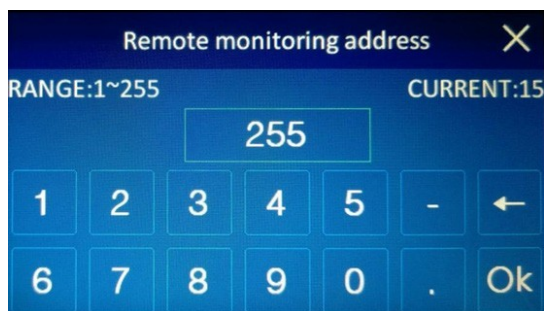 Remote monitoring address ×
RANGE:1~255 CURRENT:15
255
1 2 3 4 5 - ←
6 7 8 9 0 . Ok